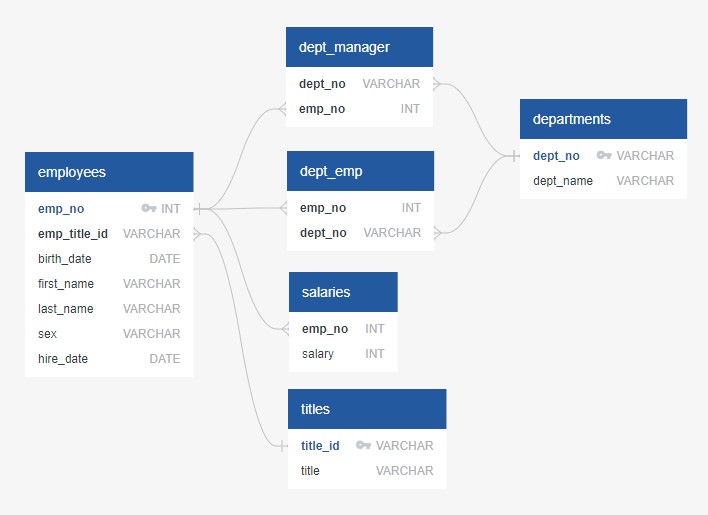 employees
emp_no INT
emp_title_id VARCHAR
birth_date DATE
first_name VARCHAR
last_name VARCHAR
sex VARCHAR
hire_date DATE
dept_manager
dept_no VARCHAR
emp_no INT
dept_emp
emp_no INT
dept_no VARCHAR
salaries
emp_no INT
salary INT
titles
title_id VARCHAR
title VARCHAR
departments
dept_no VARCHAR
dept_name VARCHAR